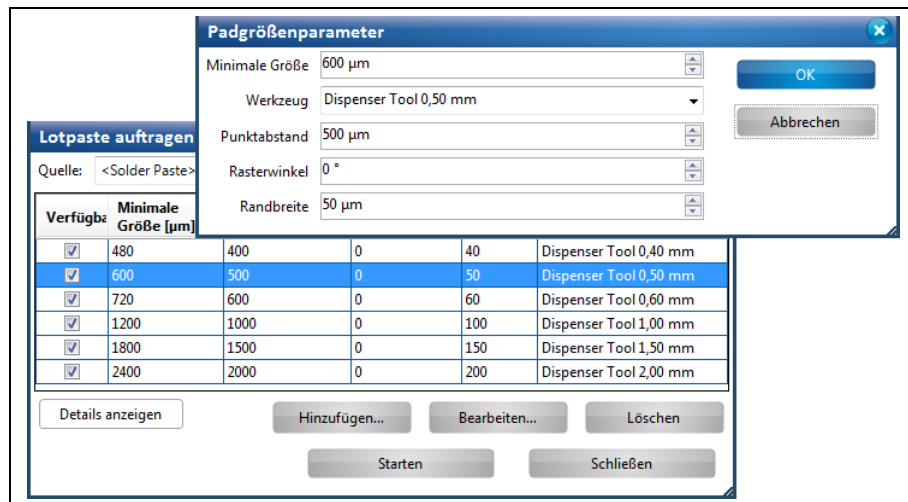 Padgrößenparameter
Minimale Größe 600 µm
OK
Werkzeug Dispenser Tool 0,50 mm
Abbrechen
Punktabstand 500 µm
Rasterwinkel 0 °
Randbreite 50 µm
Lotpaste auftragen
Quelle: <Solder Paste>
Verfügba Minimale Größe [µm]
480 400 0 40 Dispenser Tool 0,40 mm
600 500 0 50 Dispenser Tool 0,50 mm
720 600 0 60 Dispenser Tool 0,60 mm
1200 1000 0 100 Dispenser Tool 1,00 mm
1800 1500 0 150 Dispenser Tool 1,50 mm
2400 2000 0 200 Dispenser Tool 2,00 mm
Details anzeigen Hinzufügen... Bearbeiten... Löschen
Starten Schließen